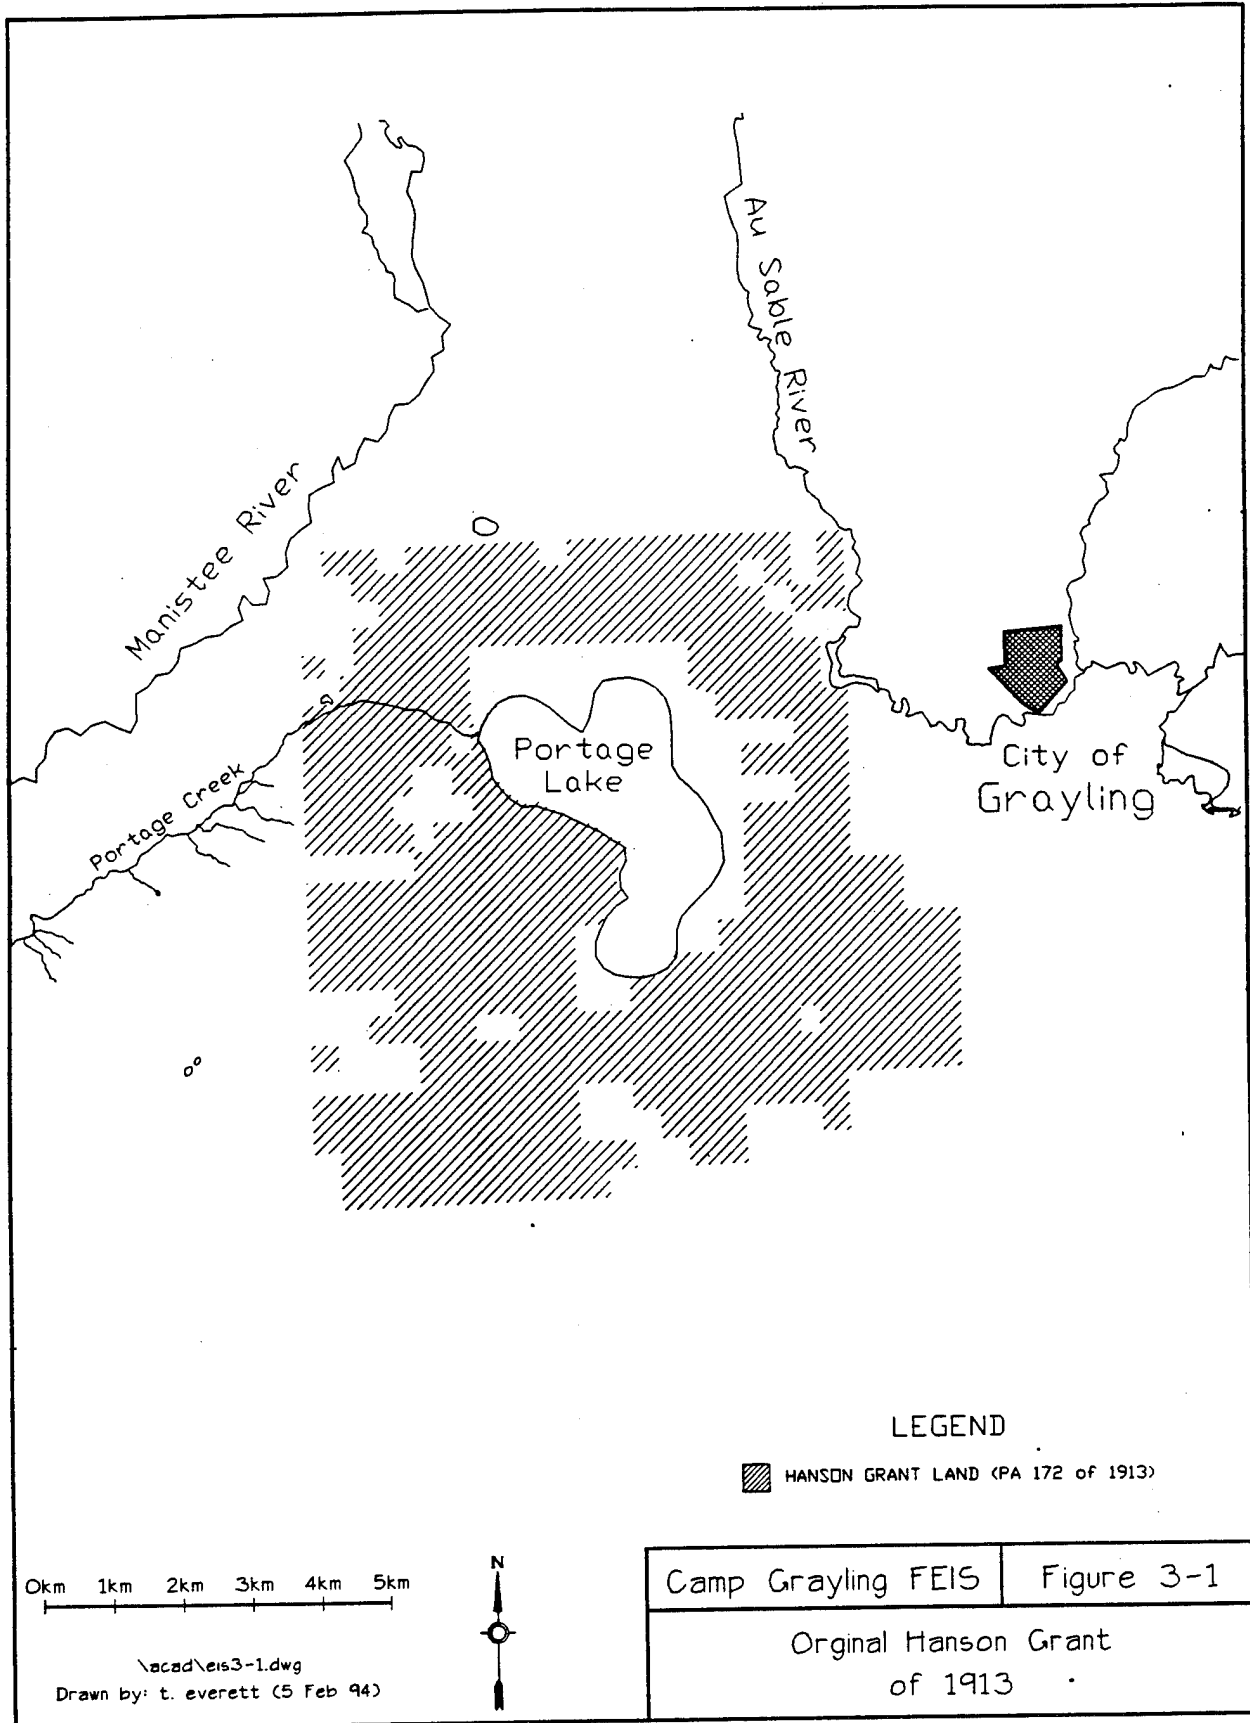 Au Sable River
Manistee River
Portage
Lake
Portage Creek
City of
Grayling
LEGEND
HANSON GRANT LAND (PA 172 of 1913)
0km 1km 2km 3km 4km 5km
N
\acad\eis3-1.dwg
Drawn by: t. everett (5 Feb 94)
Camp Grayling FEIS
Figure 3-1
Orginal Hanson Grant
of 1913